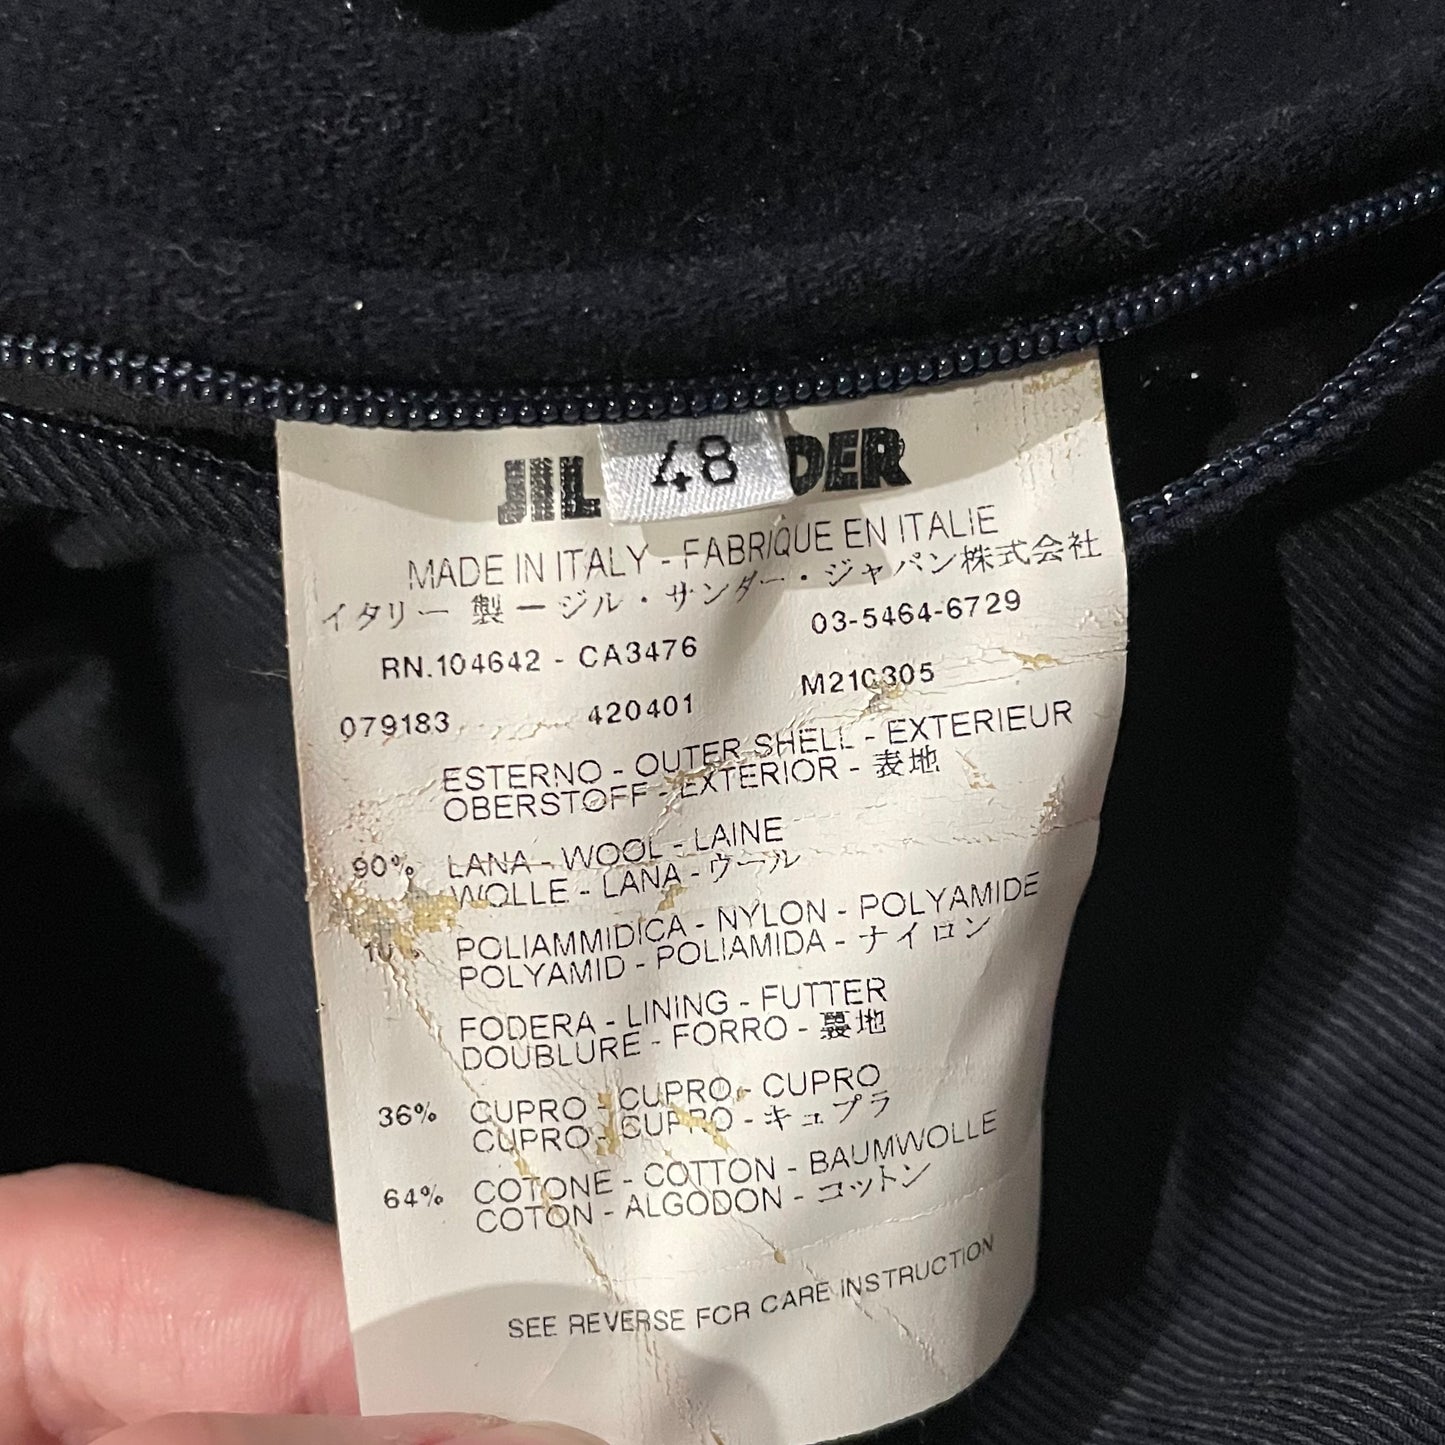 JIL 48 DER
MADE IN ITALY - FABRIQUE EN ITALIE
イタリー 製 ージル・サンダー・ジャパン株式会社
03-5464-6729
RN.104642 - CA3476
M210305
079183 420401
ESTERNO - OUTER SHELL - EXTERIEUR
OBERSTOFF - EXTERIOR - 表地
90% LANA - WOOL - LAINE
WOLLE - LANA - ウール
10% POLIAMMIDICA - NYLON - POLYAMIDE
POLYAMID - POLIAMIDA - ナイロン
FODERA - LINING - FUTTER
DOUBLURE - FORRO - 裏地
36% CUPRO - CUPRO - CUPRO
CUPRO - CUPRO - キュプラ
64% COTONE - COTTON - BAUMWOLLE
COTON - ALGODON - コットン
SEE REVERSE FOR CARE INSTRUCTION